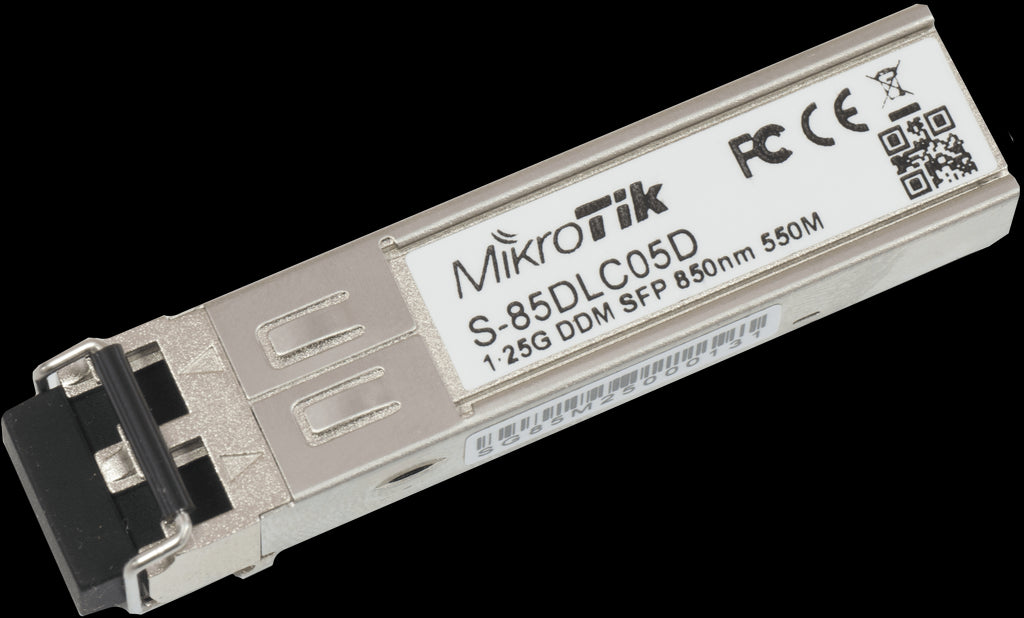 MikroTik
S-85DLC05D
1.25G DDM SFP 850nm 550M
FC CE
SG85M25000131